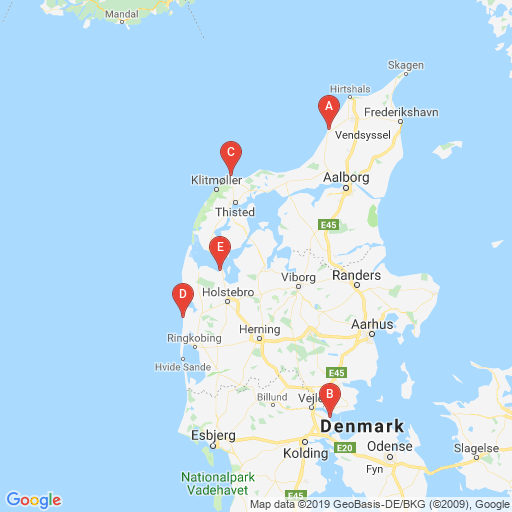 Mandal
Skagen
Hirtshals
A
Frederikshavn
Vendsyssel
C
Klitmøller
Aalborg
Thisted
E45
E
Viborg
Randers
D
Holstebro
Aarhus
Ringkobing
Herning
Hvide Sande
E45
B
Billund
Vejle
Denmark
Esbjerg
E20
Odense
Slagelse
Kolding
Fyn
Nationalpark
Vadehavet
E45
Google
Map data ©2019 GeoBasis-DE/BKG (©2009), Google